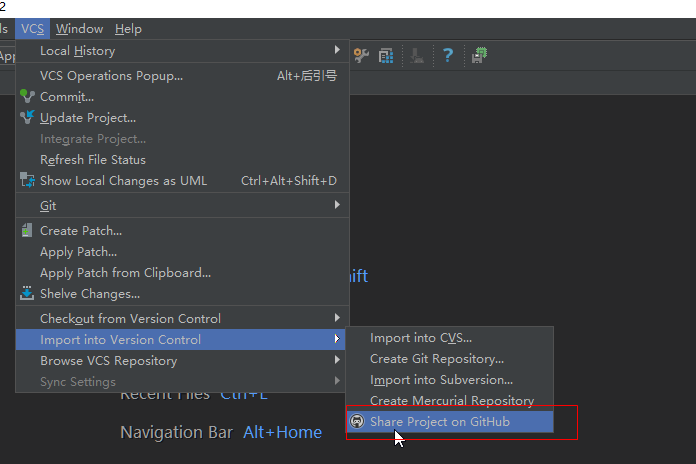 2
ls VCS Window Help
App
Local History
VCS Operations Popup... Alt+后引号
Commit...
Update Project...
Integrate Project...
Refresh File Status
Show Local Changes as UML Ctrl+Alt+Shift+D
Git
Create Patch...
Apply Patch...
Apply Patch from Clipboard...
hift
Shelve Changes...
Checkout from Version Control
Import into Version Control
Browse VCS Repository
Sync Settings
Import into CVS...
Create Git Repository...
Import into Subversion...
Create Mercurial Repository
Share Project on GitHub
Recent Files Ctrl+E
Navigation Bar Alt+Home